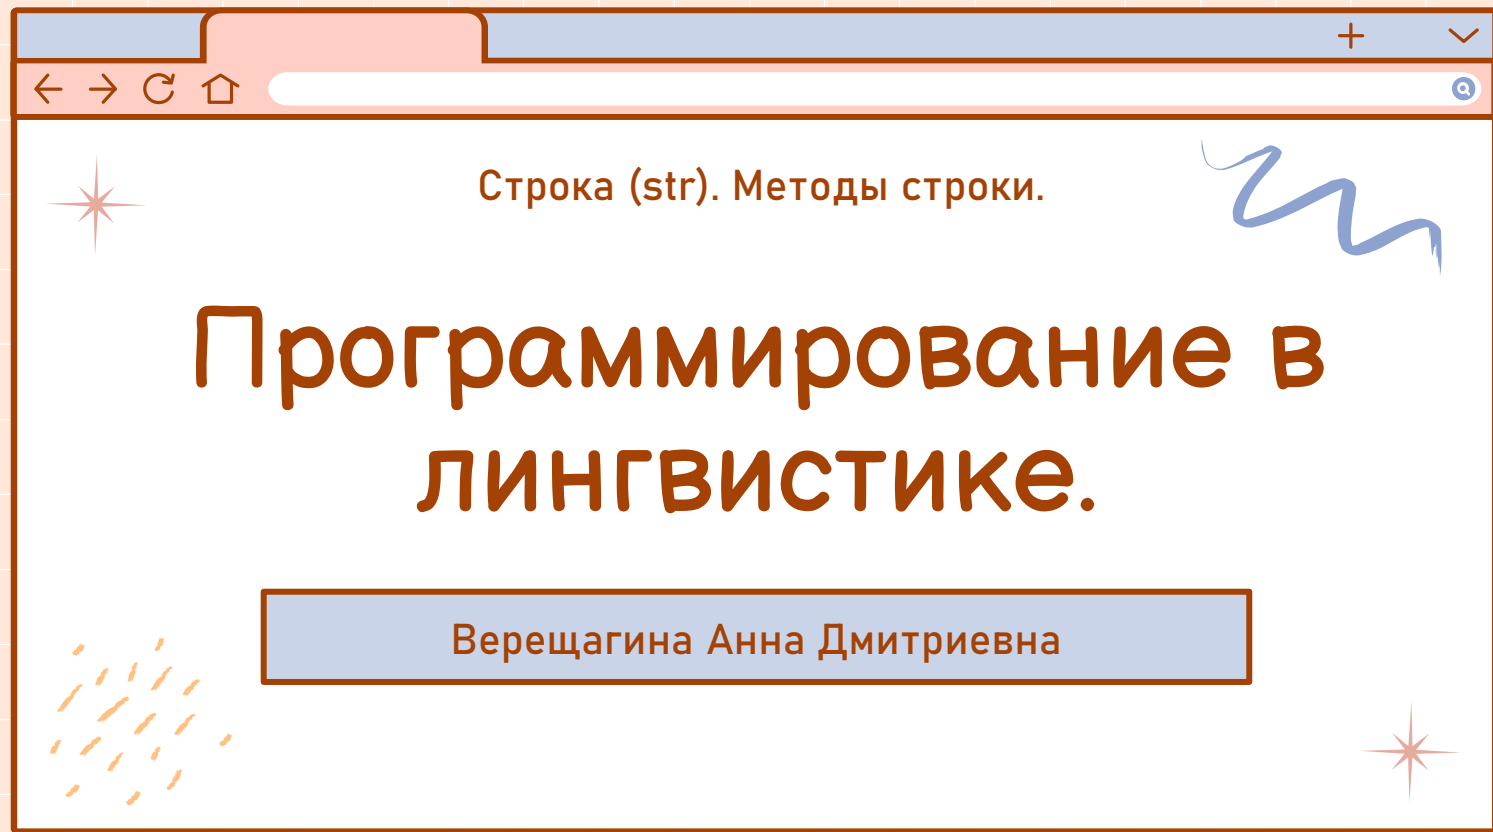 Строка (str). Методы строки.
Программирование в
лингвистике.
Верещагина Анна Дмитриевна